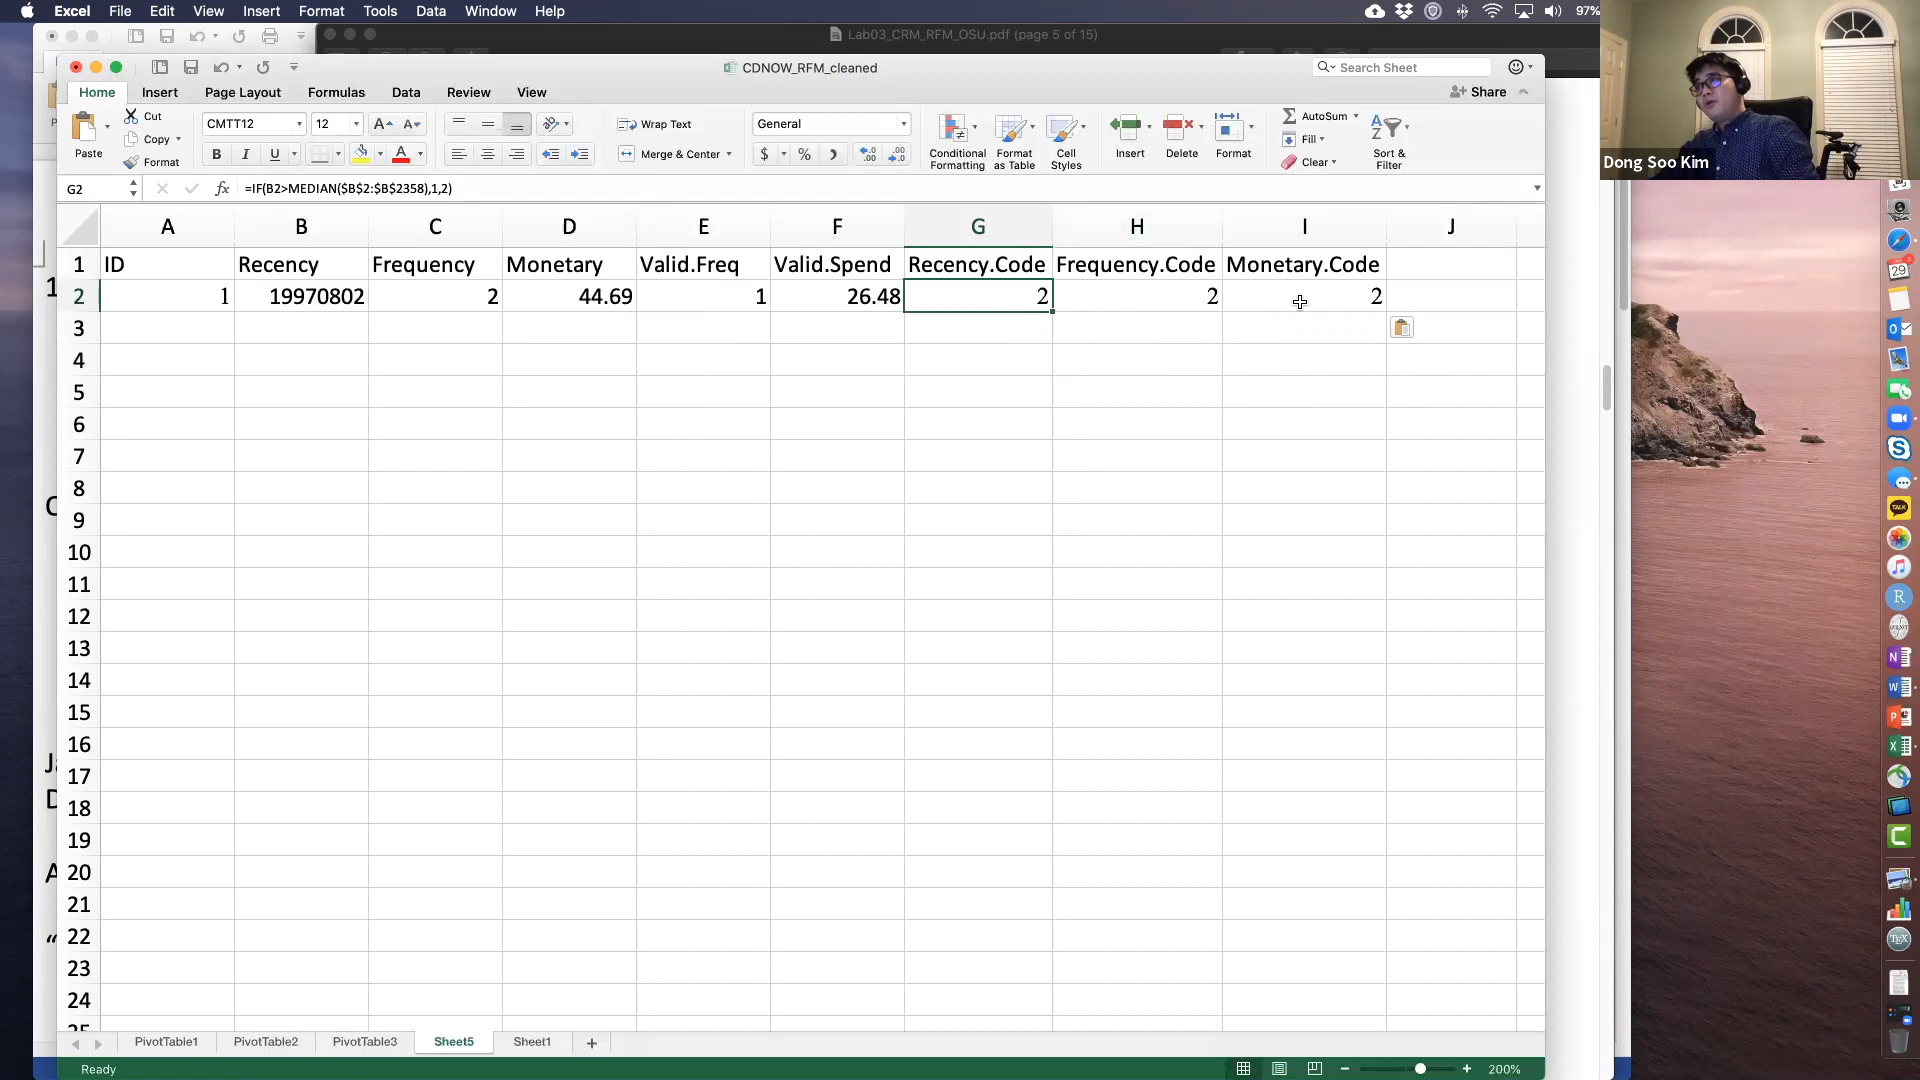 Excel File Edit View Insert Format Tools Data Window Help 97%
Lab03_CRM_RFM_OSU.pdf (page 5 of 15)
CDNOW_RFM_cleaned
Search Sheet
Home Insert Page Layout Formulas Data Review View
Share
Paste
Cut
Copy
Format
CMTT12 12
B I U
Wrap Text
Merge & Center
General
$ % )
Conditional Formatting
Format as Table
Cell Styles
Insert
Delete
Format
AutoSum
Fill
Clear
Sort & Filter
Dong Soo Kim
G2 fx =IF(B2>MEDIAN($B$2:$B$2358),1,2)
A B C D E F G H I J
1 ID Recency Frequency Monetary Valid.Freq Valid.Spend Recency.Code Frequency.Code Monetary.Code
2 1 19970802 2 44.69 1 26.48 2 2 2
3
4
5
6
7
8
9
10
11
12
13
14
15
16
17
18
19
20
21
22
23
24
PivotTable1 PivotTable2 PivotTable3 Sheet5 Sheet1 +
Ready
200%